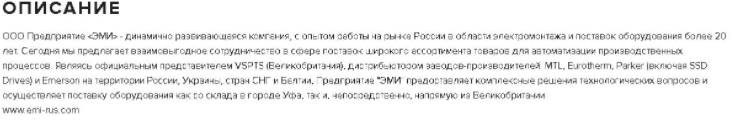 ОПИСАНИЕ
ООО Предприятие «ЭМИ» - динамично развивающаяся компания, с опытом работы на рынке России в области электромонтажа и поставок оборудования более 20
лет. Сегодня мы предлагает взаимовыгодное сотрудничество в сфере поставок широкого ассортимента товаров для автоматизации производственных
процессов. Являясь официальным представителем VSPTS (Великобритания), дистрибьютором заводов-производителей: MTL, Eurotherm, Parker (включая SSD
Drives) и Emerson на территории России, Украины, стран СНГ и Балтии, Предприятие "ЭМИ" предоставляет комплексные решения технологических вопросов и
осуществляет поставку оборудования как со склада в городе Уфа, так и, непосредственно, напрямую из Великобритании
www.emi-rus.com